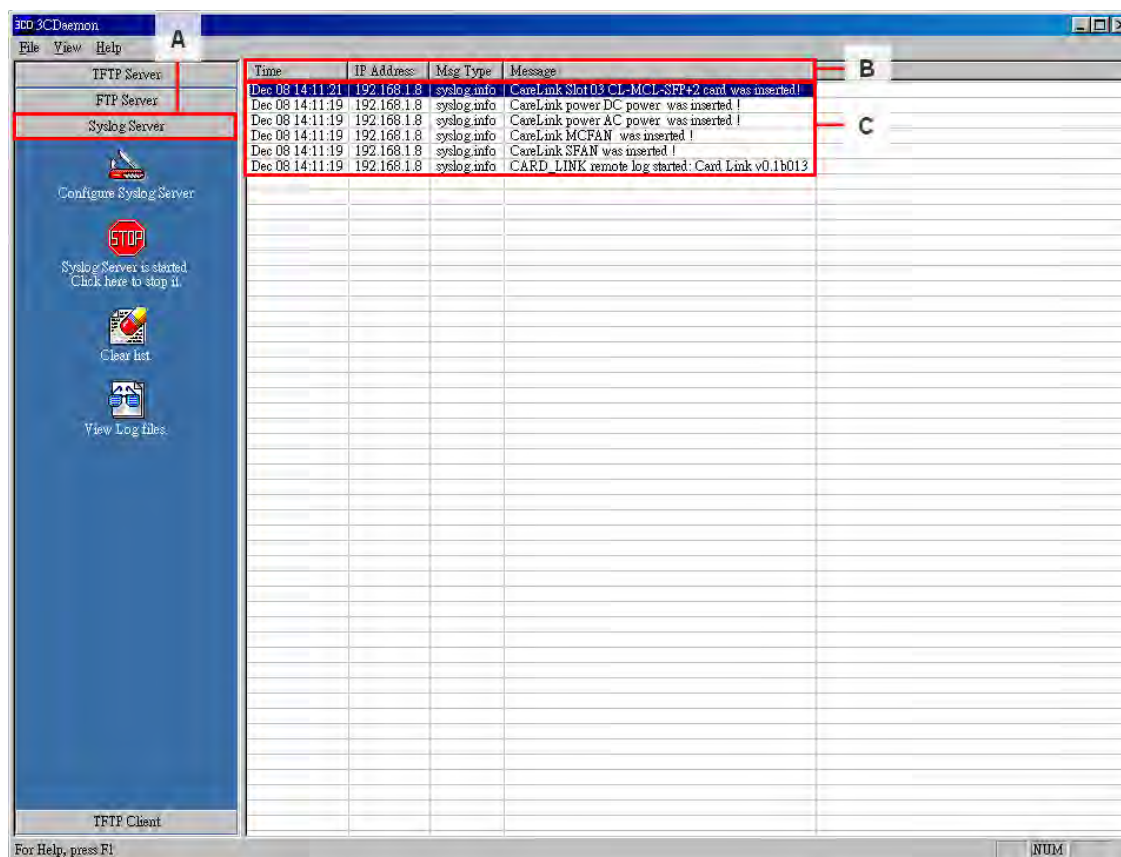 3CD 3CDaemon
File View Help
A
TFTP Server
FTP Server
Syslog Server
Configure Syslog Server
STOP
Syslog Server is started.
Click here to stop it.
Clear list
View Log files.
TFTP Client
Time IP Address Msg Type Message
B
Dec 08 14:11:21 192.168.1.8 syslog.info CareLink Slot 03 CL-MCL-SFP+2 card was inserted!
Dec 08 14:11:19 192.168.1.8 syslog.info CareLink power DC power was inserted !
Dec 08 14:11:19 192.168.1.8 syslog.info CareLink power AC power was inserted !
C
Dec 08 14:11:19 192.168.1.8 syslog.info CareLink MCFAN was inserted !
Dec 08 14:11:19 192.168.1.8 syslog.info CareLink SFAN was inserted !
Dec 08 14:11:19 192.168.1.8 syslog.info CARD_LINK remote log started: Card Link v0.1b013
For Help, press F1
NUM